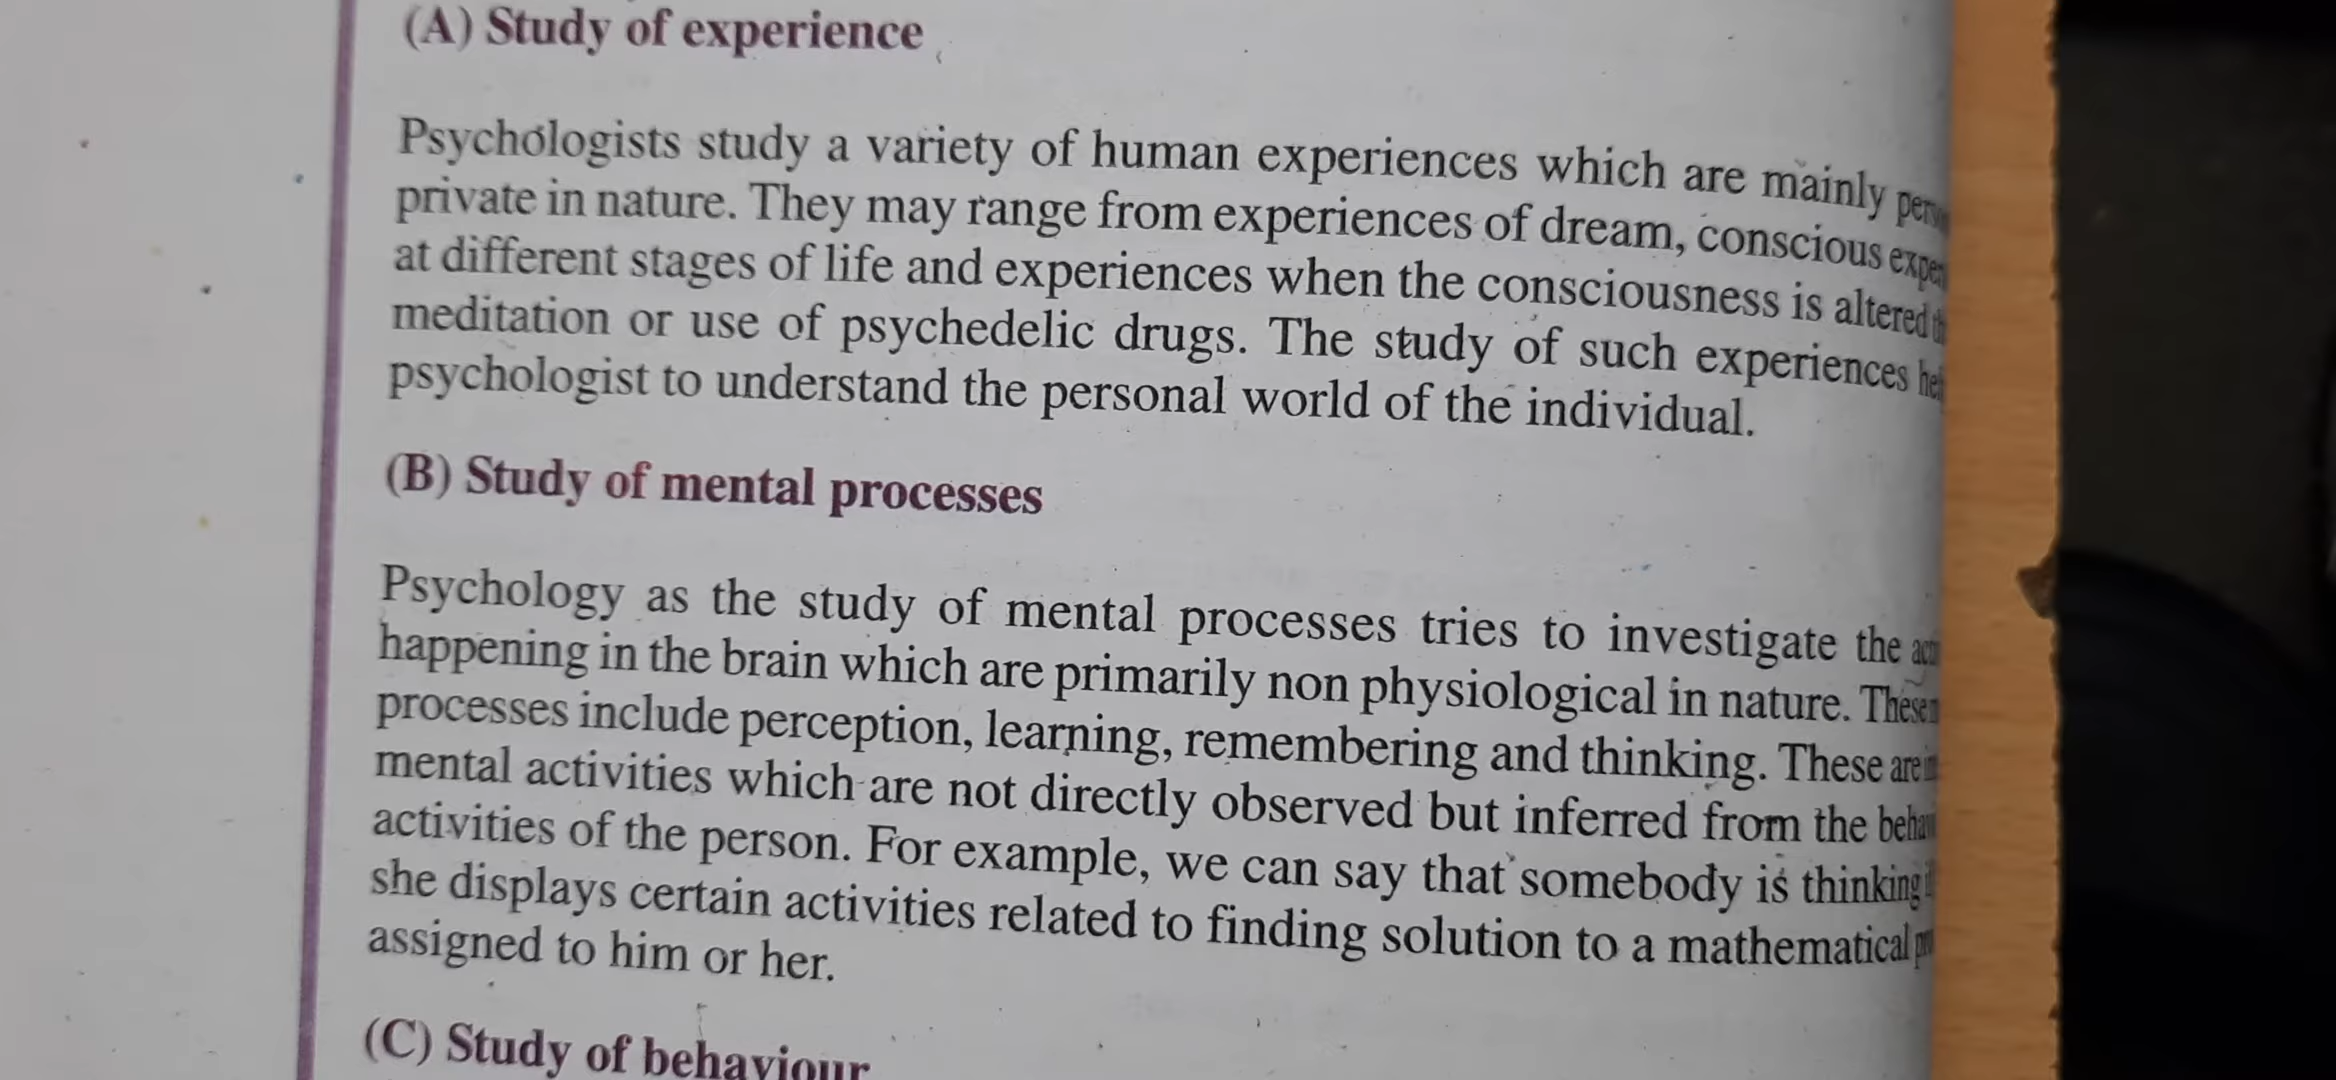 (A) Study of experience
Psychologists study a variety of human experiences which are mainly
private in nature. They may range from experiences of dream, conscious
at different stages of life and experiences when the consciousness is altered
meditation or use of psychedelic drugs. The study of such experiences
psychologist to understand the personal world of the individual.
(B) Study of mental processes
Psychology as the study of mental processes tries to investigate the
happening in the brain which are primarily non physiological in nature. These
processes include perception, learning, remembering and thinking. These are
mental activities which are not directly observed but inferred from the
activities of the person. For example, we can say that somebody is thinking
she displays certain activities related to finding solution to a mathematical
assigned to him or her.
(C) Study of behaviour